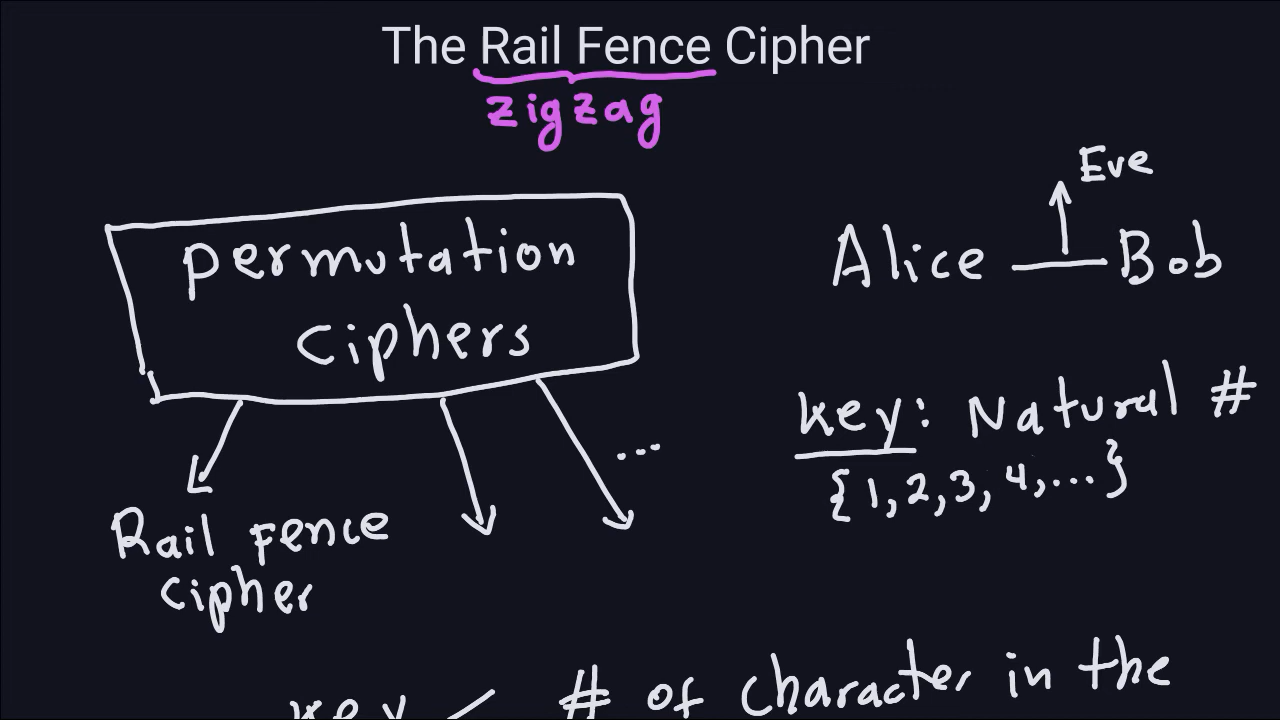 The Rail Fence Cipher
zigzag
Eve
Alice Bob
permutation
ciphers
key: Natural #
{1,2,3,4,...}
...
Rail Fence
cipher
key # of character in the